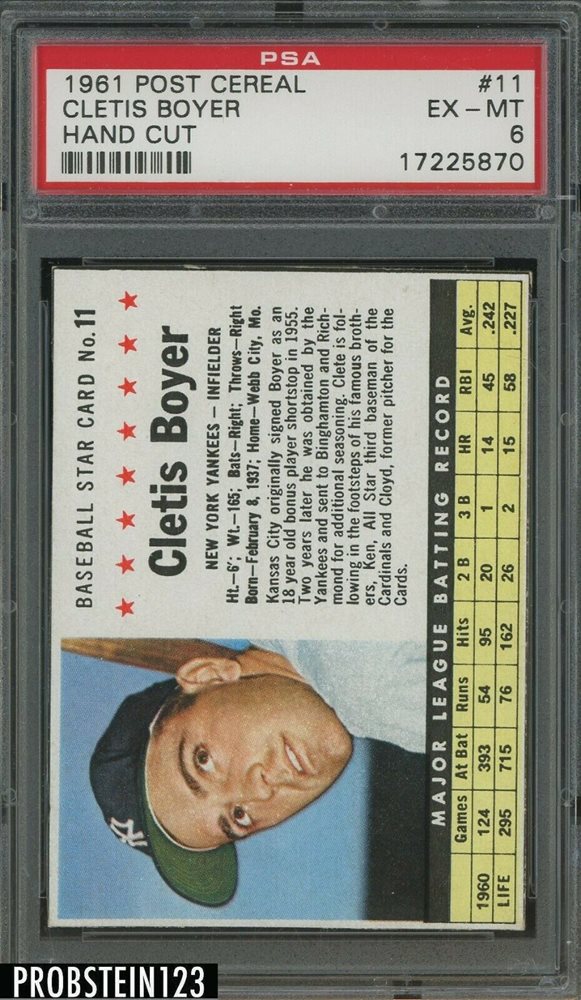 PSA
1961 POST CEREAL #11
CLETIS BOYER EX - MT
HAND CUT 6
17225870
BASEBALL STAR CARD No. 11
Cletis Boyer
NEW YORK YANKEES — INFIELDER
Ht.—6'; Wt.—165; Bats—Right; Throws—Right
Born—February 8, 1937; Home—Webb City, Mo.
Kansas City originally signed Boyer as an
18 year old bonus player shortstop in 1955.
Two years later he was obtained by the
Yankees and sent to Binghamton and Rich-
mond for additional seasoning. Clete is fol-
lowing in the footsteps of his famous broth-
ers, Ken, All Star third baseman of the
Cardinals and Cloyd, former pitcher for the
Cards.
NY
MAJOR LEAGUE BATTING RECORD
Games At Bat Runs Hits 2 B 3 B HR RBI Avg.
1960 124 393 54 95 20 1 14 45 .242
LIFE 295 715 76 162 26 2 15 58 .227
PROBSTEIN123